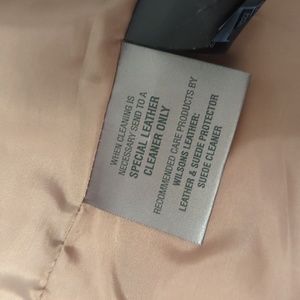 WHEN CLEANING IS
NECESSARY SEND TO A
SPECIAL LEATHER
CLEANER ONLY
RECOMMENDED CARE PRODUCTS BY
WILSONS LEATHER:
LEATHER & SUEDE PROTECTOR
SUEDE CLEANER